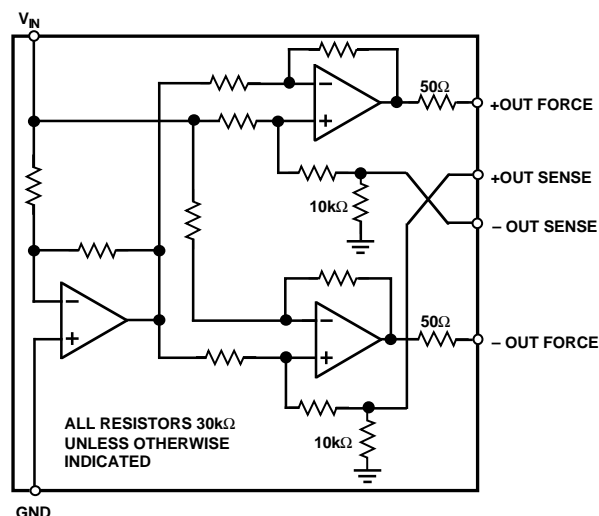 VIN
50Ω
+OUT FORCE
+OUT SENSE
10kΩ
– OUT SENSE
50Ω
– OUT FORCE
ALL RESISTORS 30kΩ
UNLESS OTHERWISE
INDICATED
10kΩ
GND